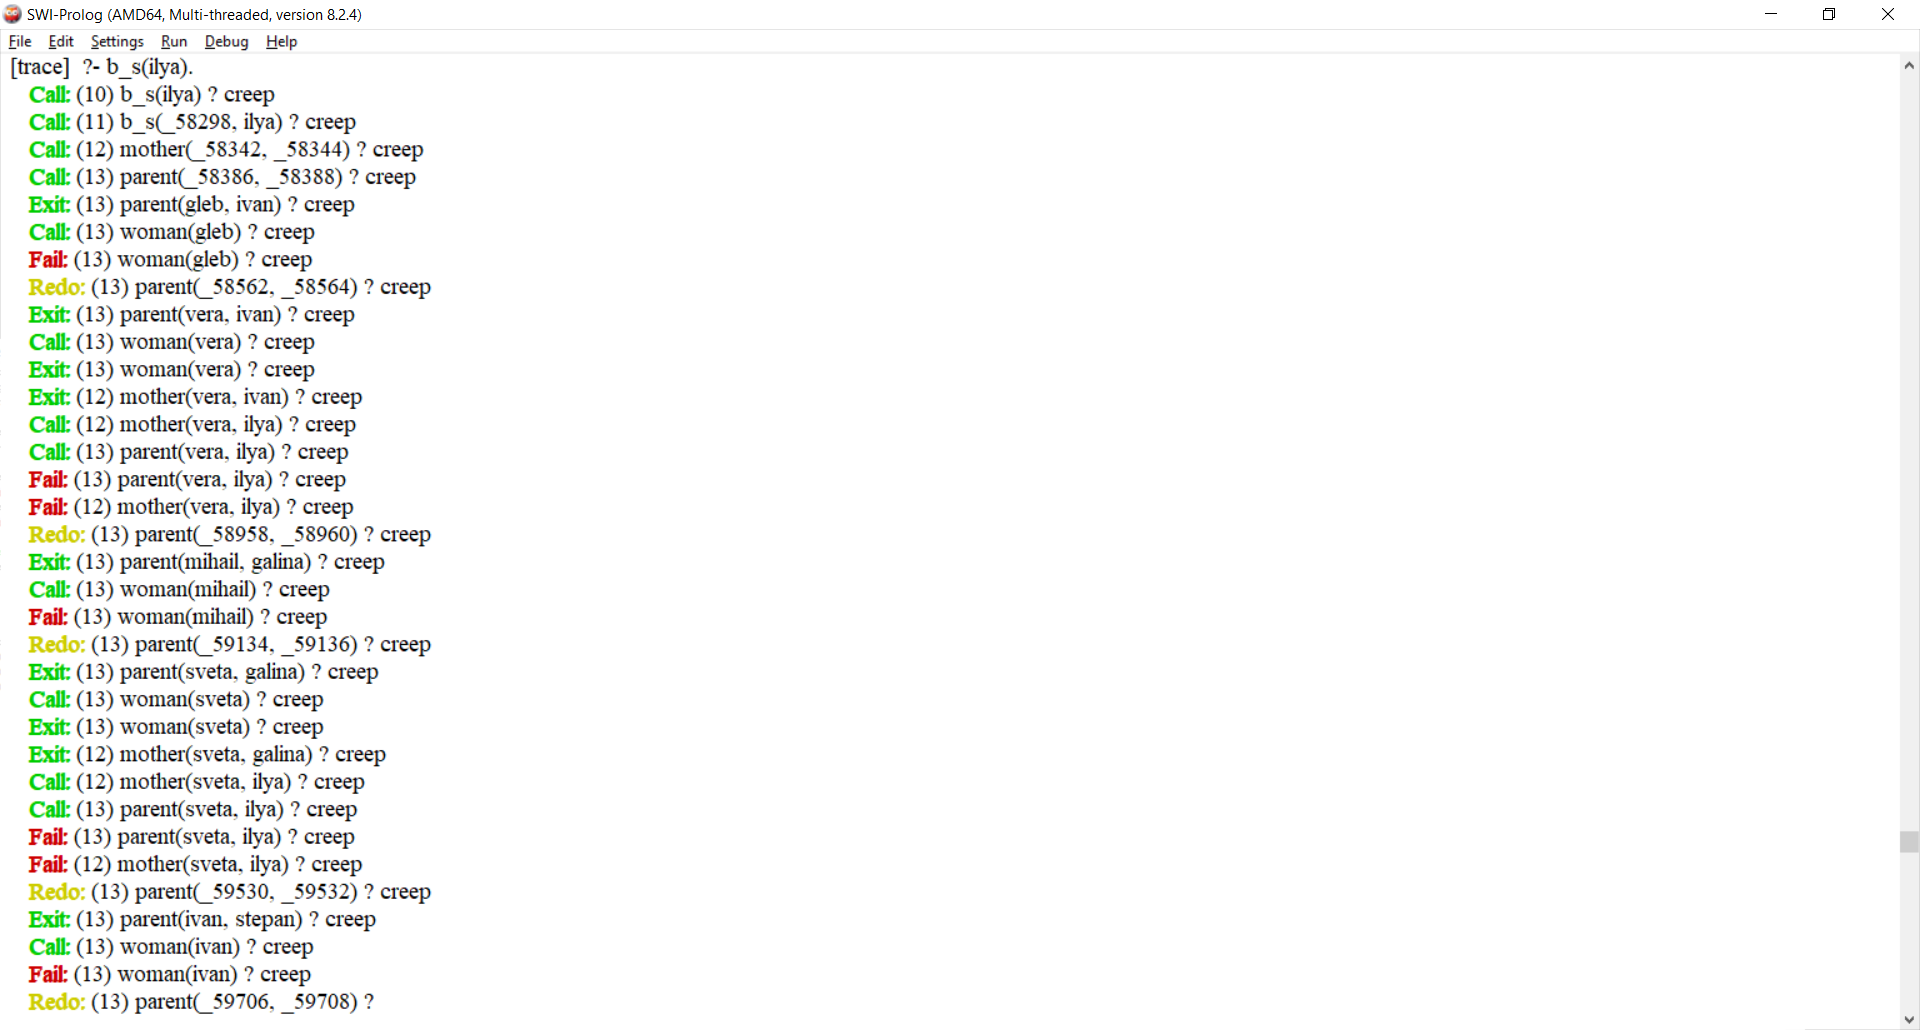 SWI-Prolog (AMD64, Multi-threaded, version 8.2.4)
File Edit Settings Run Debug Help
[trace]  ?- b_s(ilya).
Call: (10) b_s(ilya) ? creep
Call: (11) b_s(_58298, ilya) ? creep
Call: (12) mother(_58342, _58344) ? creep
Call: (13) parent(_58386, _58388) ? creep
Exit: (13) parent(gleb, ivan) ? creep
Call: (13) woman(gleb) ? creep
Fail: (13) woman(gleb) ? creep
Redo: (13) parent(_58562, _58564) ? creep
Exit: (13) parent(vera, ivan) ? creep
Call: (13) woman(vera) ? creep
Exit: (13) woman(vera) ? creep
Exit: (12) mother(vera, ivan) ? creep
Call: (12) mother(vera, ilya) ? creep
Call: (13) parent(vera, ilya) ? creep
Fail: (13) parent(vera, ilya) ? creep
Fail: (12) mother(vera, ilya) ? creep
Redo: (13) parent(_58958, _58960) ? creep
Exit: (13) parent(mihail, galina) ? creep
Call: (13) woman(mihail) ? creep
Fail: (13) woman(mihail) ? creep
Redo: (13) parent(_59134, _59136) ? creep
Exit: (13) parent(sveta, galina) ? creep
Call: (13) woman(sveta) ? creep
Exit: (13) woman(sveta) ? creep
Exit: (12) mother(sveta, galina) ? creep
Call: (12) mother(sveta, ilya) ? creep
Call: (13) parent(sveta, ilya) ? creep
Fail: (13) parent(sveta, ilya) ? creep
Fail: (12) mother(sveta, ilya) ? creep
Redo: (13) parent(_59530, _59532) ? creep
Exit: (13) parent(ivan, stepan) ? creep
Call: (13) woman(ivan) ? creep
Fail: (13) woman(ivan) ? creep
Redo: (13) parent(_59706, _59708) ?